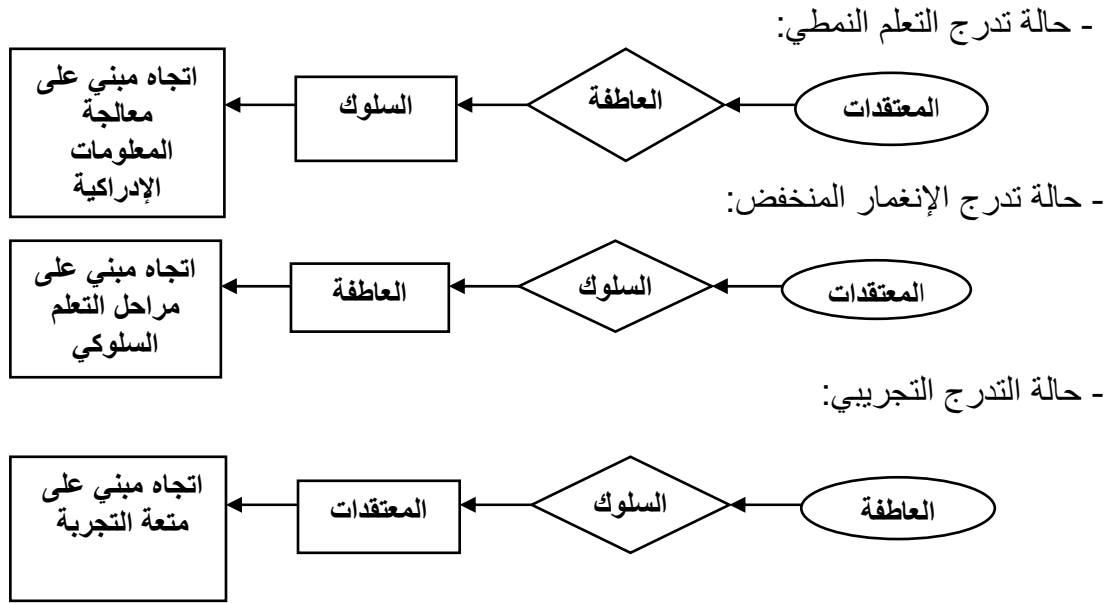 - حالة تدرج التعلم النمطي:
المعتقدات
العاطفة
السلوك
اتجاه مبني على
معالجة
المعلومات
الإدراكية
- حالة تدرج الإنغمار المنخفض:
المعتقدات
السلوك
العاطفة
اتجاه مبني على
مراحل التعلم
السلوكي
- حالة التدرج التجريبي:
العاطفة
السلوك
المعتقدات
اتجاه مبني على
متعة التجربة